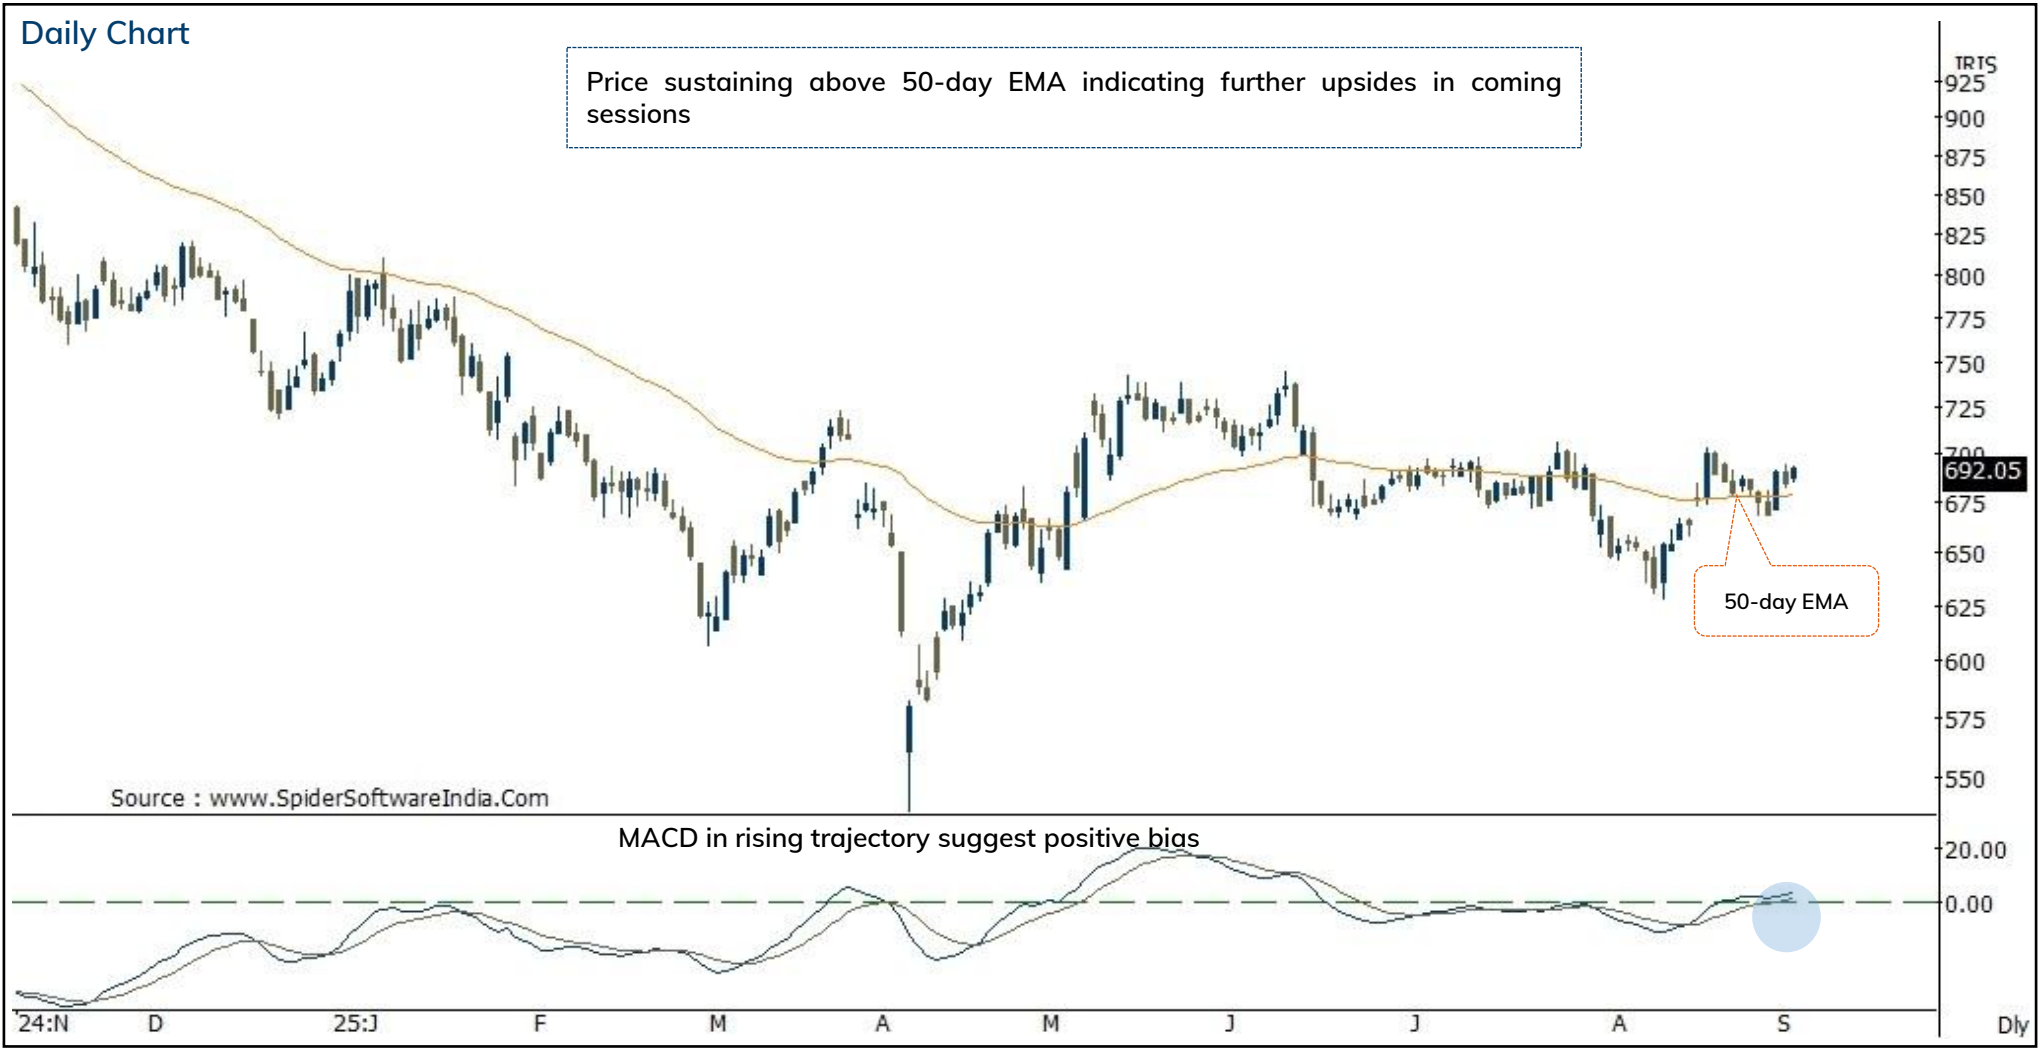 Daily Chart
Price sustaining above 50-day EMA indicating further upsides in coming
sessions
925
900
875
850
825
800
775
750
725
700
692.05
675
650
625
600
575
550
50-day EMA
Source : www.SpiderSoftwareIndia.Com
MACD in rising trajectory suggest positive bias
20.00
0.00
24:N D 25:J F M A M J J A S Dly